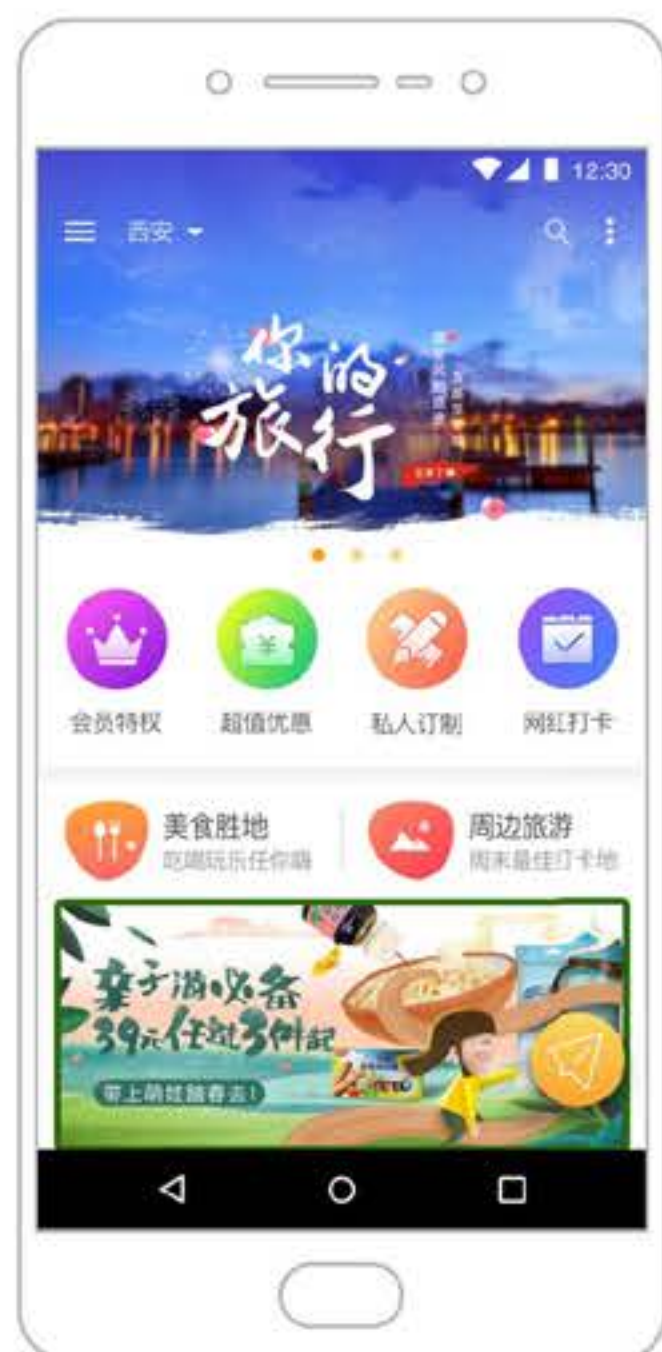 12:30
西安
你的
旅行
会员特权 超值优惠 私人订制 网红打卡
美食胜地 周边旅游
吃喝玩乐任你嗨 周末最佳打卡地
亲子游必备
39元任选3件起
带上萌娃踏春去!